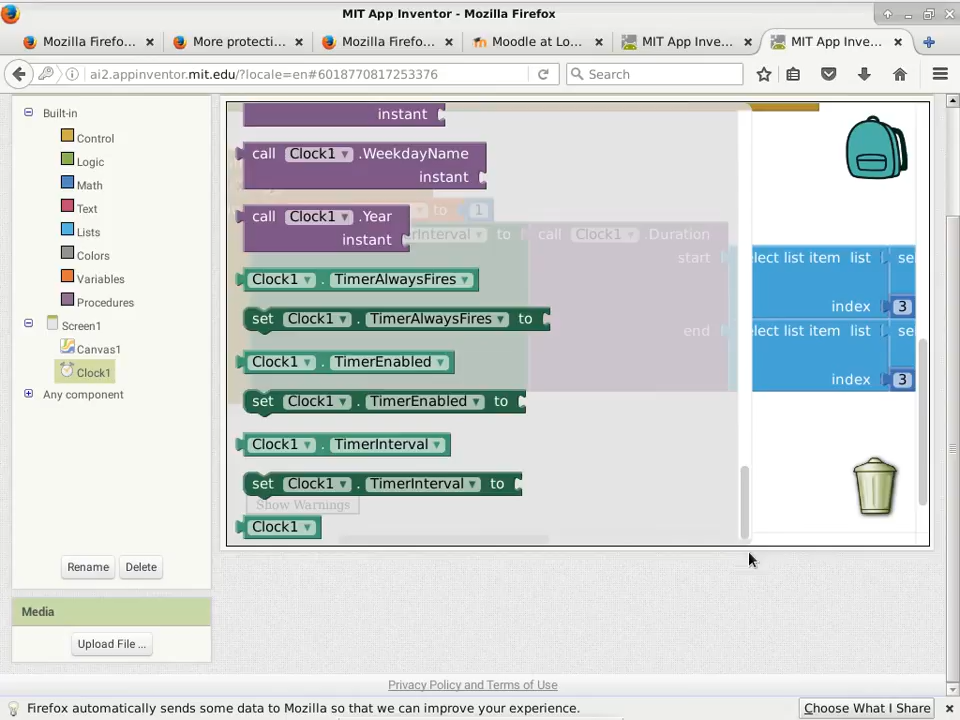 MIT App Inventor - Mozilla Firefox
Mozilla Firefo...
More protecti...
Mozilla Firefo...
Moodle at Lo...
MIT App Inve...
MIT App Inve...
ai2.appinventor.mit.edu/?locale=en#6018770817253376
Search
Built-in
Control
Logic
Math
Text
Lists
Colors
Variables
Procedures
Screen1
Canvas1
Clock1
Any component
Rename
Delete
Media
Upload File ...
instant
call Clock1 .WeekdayName
instant
to 1
call Clock1 .Year
instant
Interval to call Clock1 .Duration
start
elect list item list se
Clock1 . TimerAlwaysFires
index 3
set Clock1 . TimerAlwaysFires to
end
elect list item list se
Clock1 . TimerEnabled
index 3
set Clock1 . TimerEnabled to
Clock1 . TimerInterval
set Clock1 . TimerInterval to
Show Warnings
Clock1
Privacy Policy and Terms of Use
Firefox automatically sends some data to Mozilla so that we can improve your experience.
Choose What I Share